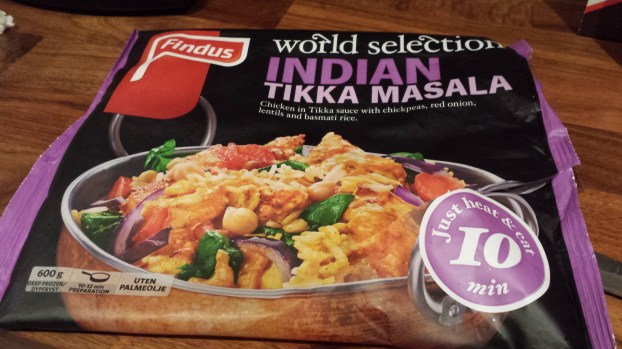 Findus
world selection
INDIAN
TIKKA MASALA
Chicken in Tikka sauce with chickpeas, red onion,
lentils and basmati rice.
Just heat & eat
10
min
600 g
DEEP FROZEN/
DYPFRYST
10-12 min
PREPARATION
UTEN
PALMEOLJE